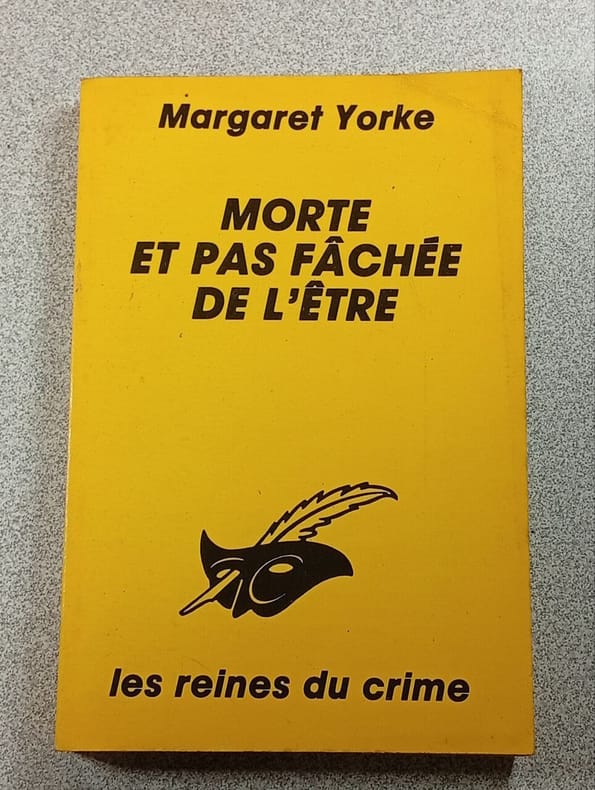 Margaret Yorke
MORTE
ET PAS FÂCHÉE
DE L'ÊTRE
les reines du crime